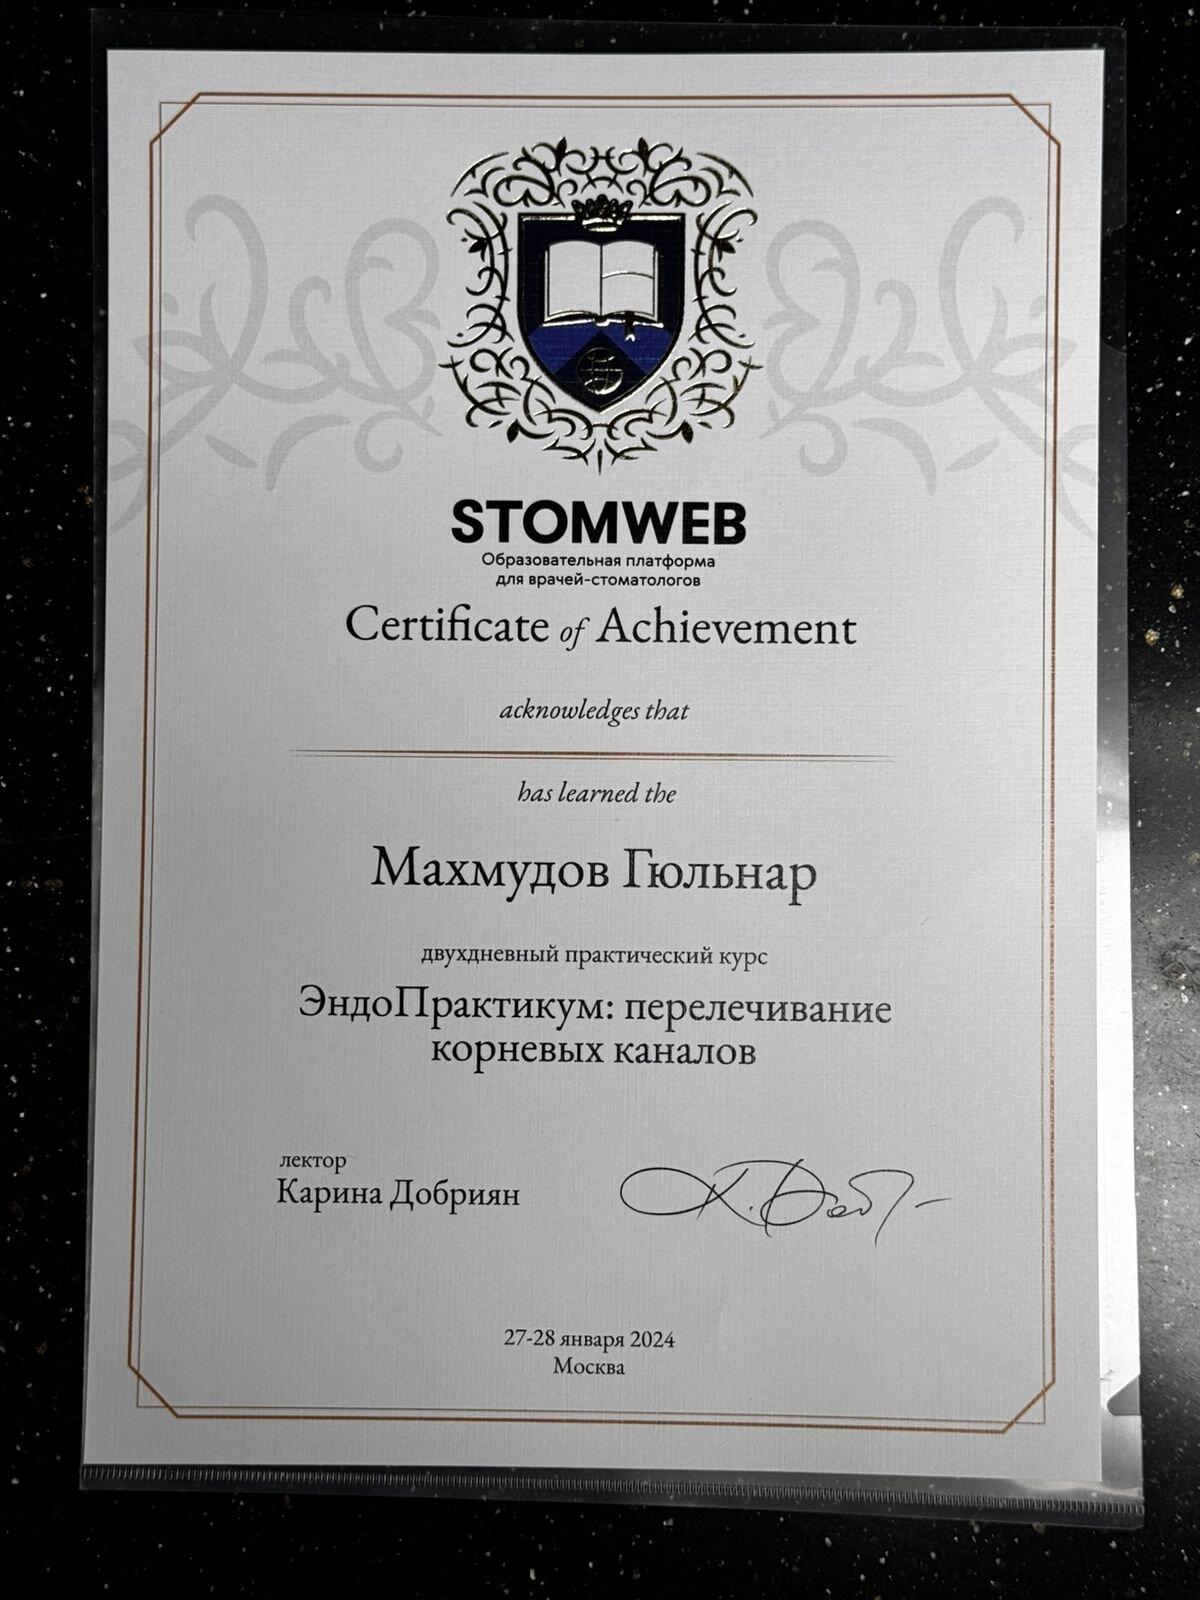 STOMWEB
Образовательная платформа
для врачей-стоматологов
Certificate of Achievement
acknowledges that
has learned the
Махмудов Гюльнар
двухдневный практический курс
ЭндоПрактикум: перелечивание
корневых каналов
лектор
Карина Добриян
27-28 января 2024
Москва